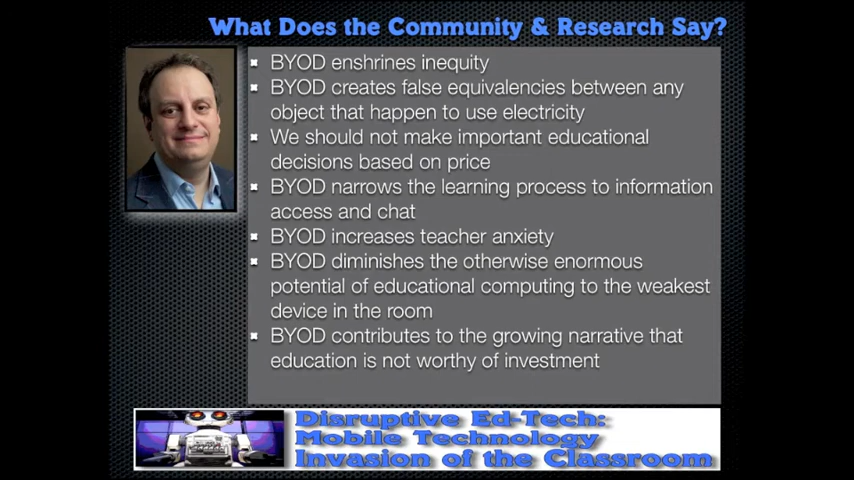 What Does the Community & Research Say?
BYOD enshrines inequity
BYOD creates false equivalencies between any
object that happen to use electricity
We should not make important educational
decisions based on price
BYOD narrows the learning process to information
access and chat
BYOD increases teacher anxiety
BYOD diminishes the otherwise enormous
potential of educational computing to the weakest
device in the room
BYOD contributes to the growing narrative that
education is not worthy of investment
Disruptive Ed-Tech:
Mobile Technology
Invasion of the Classroom